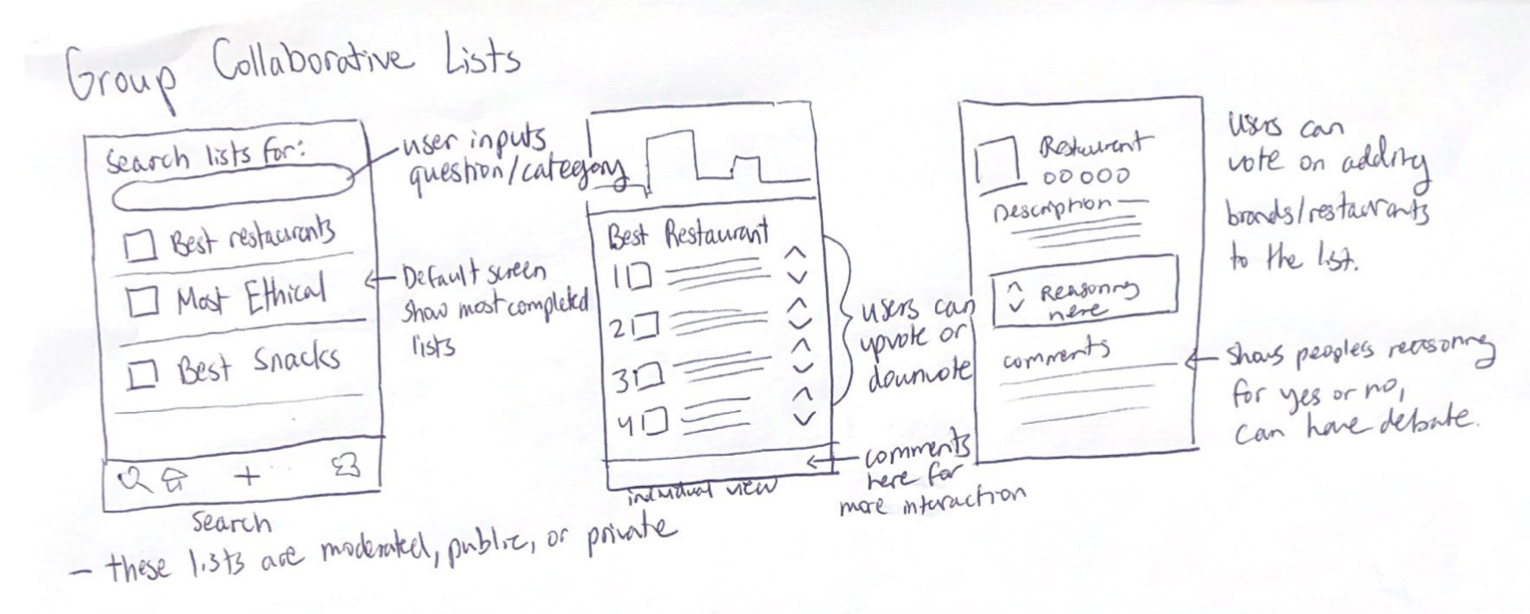 Group Collaborative Lists
Search lists for:
Best restaurants
Most Ethical
Best Snacks
Search
user inputs
question/category
Default screen
show most completed
lists
Best Restaurant
1
2
3
4
individual view
users can
upvote or
downvote
comments
here for
more interaction
Restaurant
Description
Reasoning
here
comments
Users can
vote on adding
brands/restaurants
to the list.
shows peoples reasoning
for yes or no,
can have debate.
- these lists are moderated, public, or private